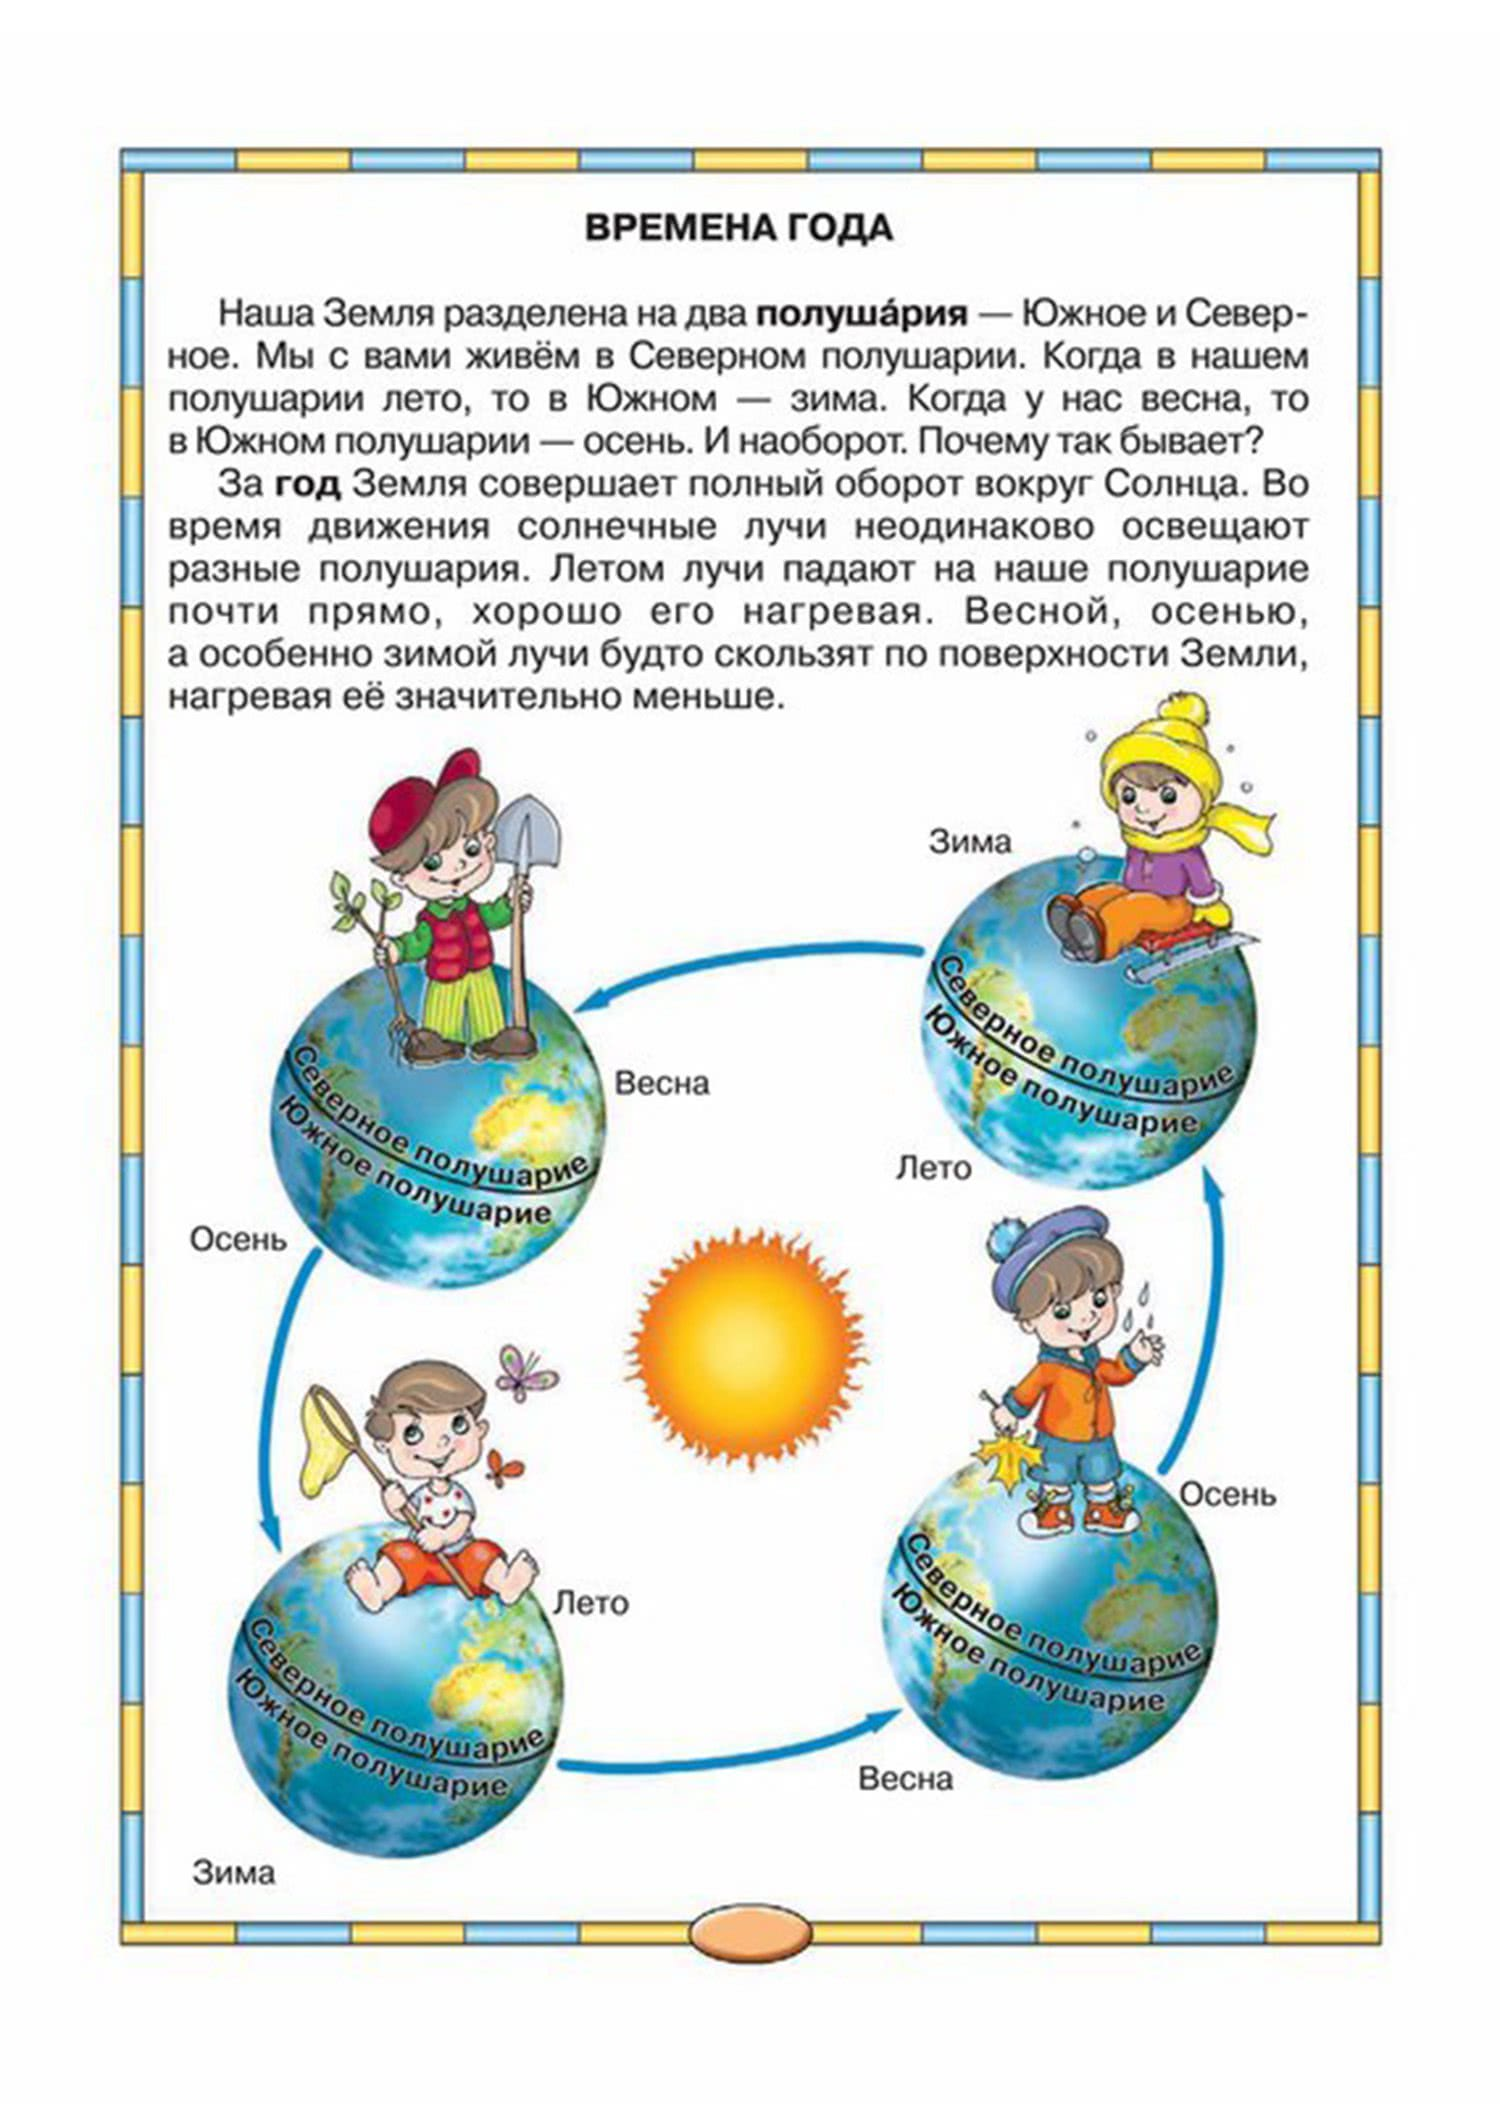 ВРЕМЕНА ГОДА
Наша Земля разделена на два полуша́рия — Южное и Север-
ное. Мы с вами живём в Северном полушарии. Когда в нашем
полушарии лето, то в Южном — зима. Когда у нас весна, то
в Южном полушарии — осень. И наоборот. Почему так бывает?
За год Земля совершает полный оборот вокруг Солнца. Во
время движения солнечные лучи неодинаково освещают
разные полушария. Летом лучи падают на наше полушарие
почти прямо, хорошо его нагревая. Весной, осенью,
а особенно зимой лучи будто скользят по поверхности Земли,
нагревая её значительно меньше.
Зима
Северное полушарие
Южное полушарие
Лето
Весна
Северное полушарие
Южное полушарие
Осень
Лето
Северное полушарие
Южное полушарие
Зима
Осень
Северное полушарие
Южное полушарие
Весна